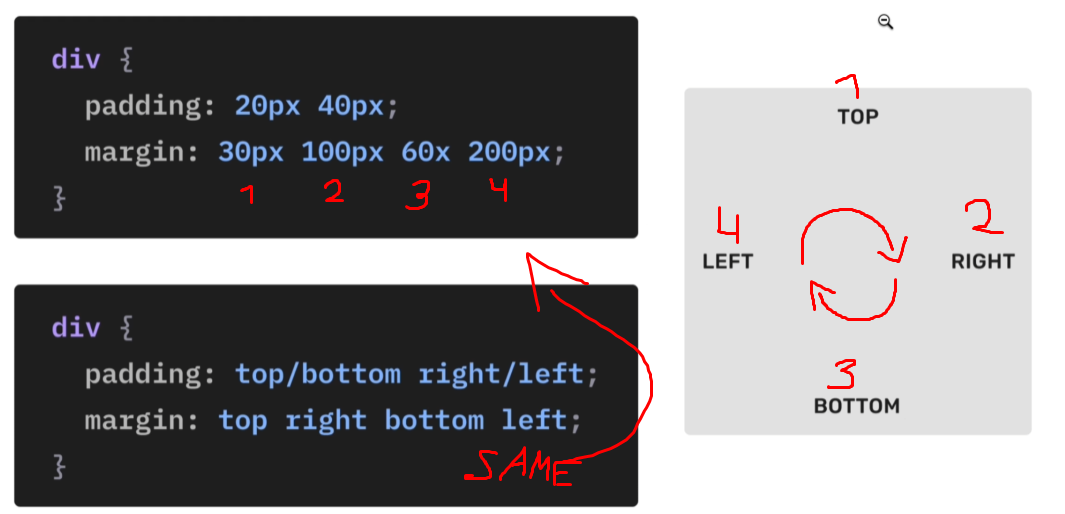 div {
padding: 20px 40px;
margin: 30px 100px 60x 200px;
1 2 3 4
}
div {
padding: top/bottom right/left;
margin: top right bottom left;
SAME
}
1
TOP
4 2
LEFT RIGHT
3
BOTTOM